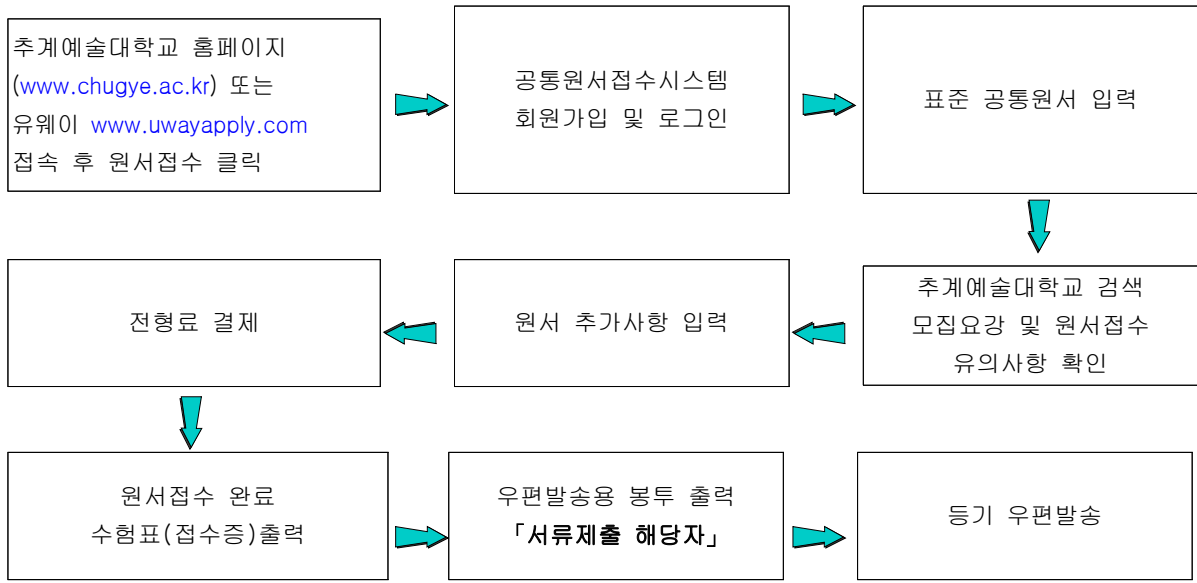 추계예술대학교 홈페이지
(www.chugye.ac.kr) 또는
유웨이 www.uwayapply.com
접속 후 원서접수 클릭
공통원서접수시스템
회원가입 및 로그인
표준 공통원서 입력
추계예술대학교 검색
모집요강 및 원서접수
유의사항 확인
원서 추가사항 입력
전형료 결제
원서접수 완료
수험표(접수증)출력
우편발송용 봉투 출력
「서류제출 해당자」
등기 우편발송